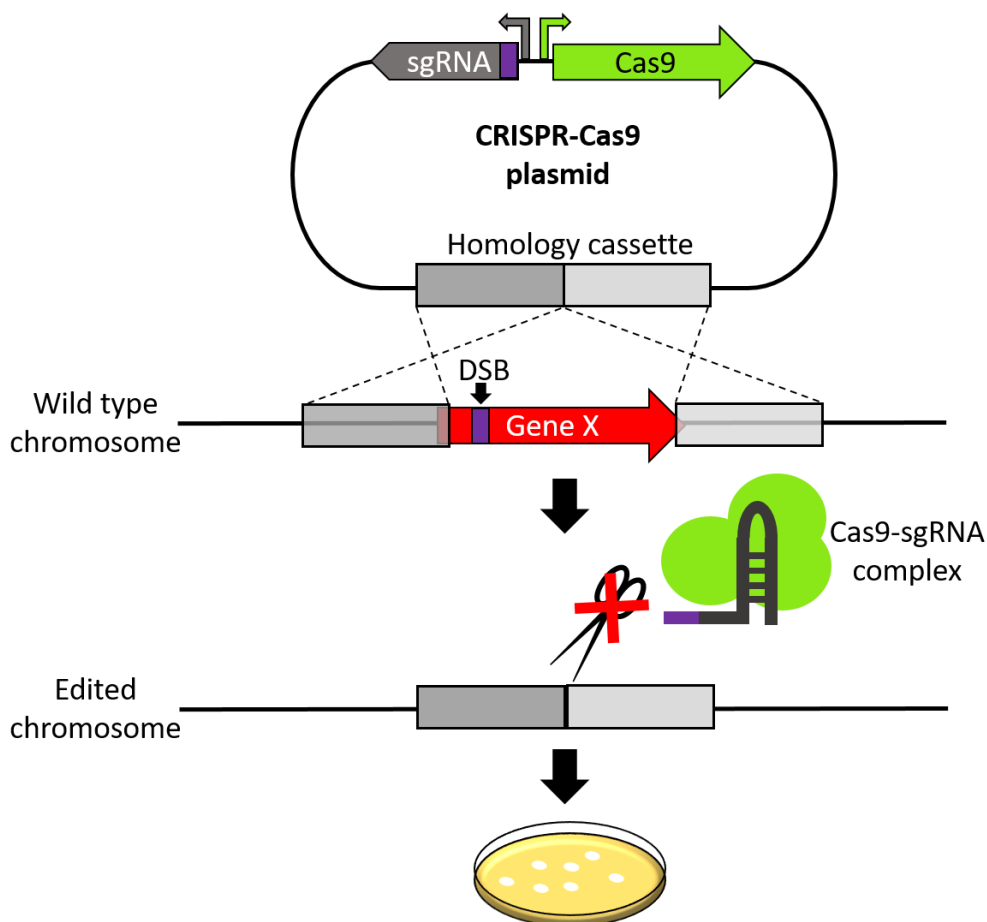 sgRNA
Cas9
CRISPR-Cas9
plasmid
Homology cassette
DSB
Wild type
chromosome
Gene X
Cas9-sgRNA
complex
Edited
chromosome